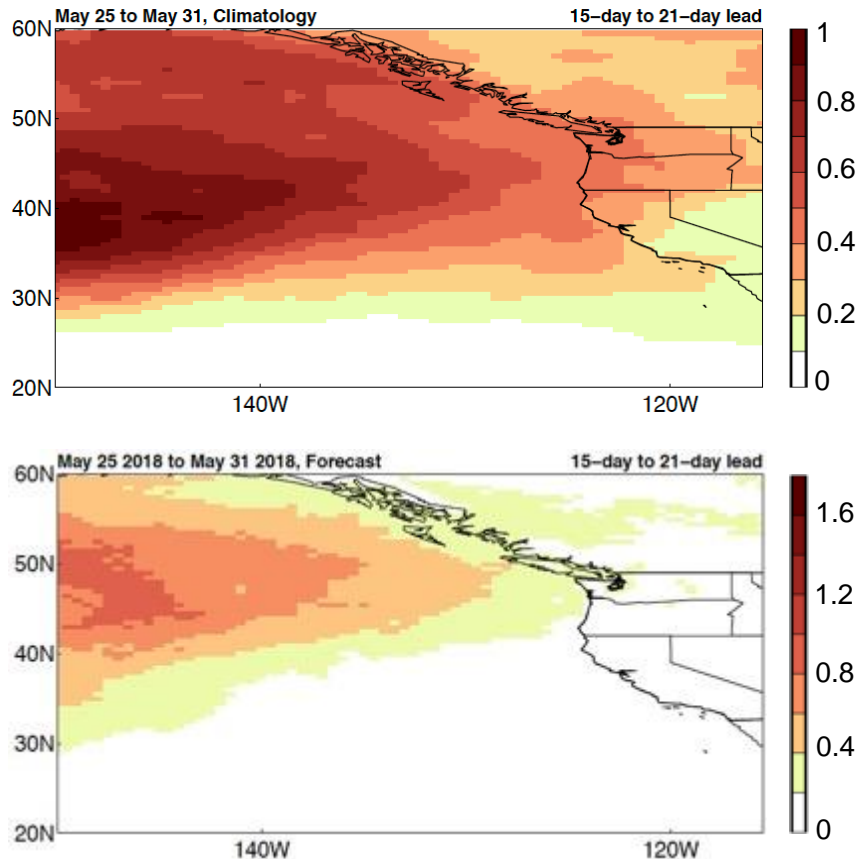 May 25 to May 31, Climatology 15−day to 21−day lead
60N
50N
40N
30N
20N
140W 120W
1
0.8
0.6
0.4
0.2
0
May 25 2018 to May 31 2018, Forecast 15−day to 21−day lead
60N
50N
40N
30N
20N
140W 120W
1.6
1.2
0.8
0.4
0